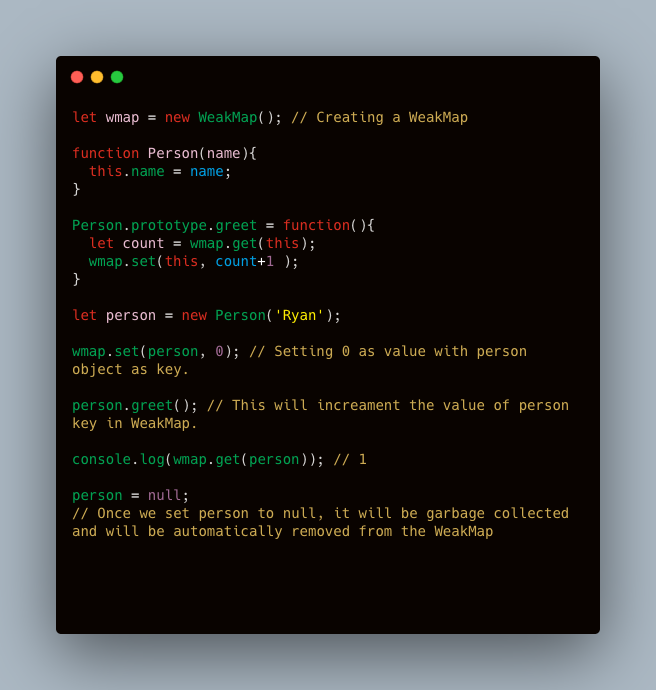 let wmap = new WeakMap(); // Creating a WeakMap
function Person(name){
  this.name = name;
}
Person.prototype.greet = function(){
  let count = wmap.get(this);
  wmap.set(this, count+1 );
}
let person = new Person('Ryan');
wmap.set(person, 0); // Setting 0 as value with person
object as key.
person.greet(); // This will increament the value of person
key in WeakMap.
console.log(wmap.get(person)); // 1
person = null;
// Once we set person to null, it will be garbage collected
and will be automatically removed from the WeakMap